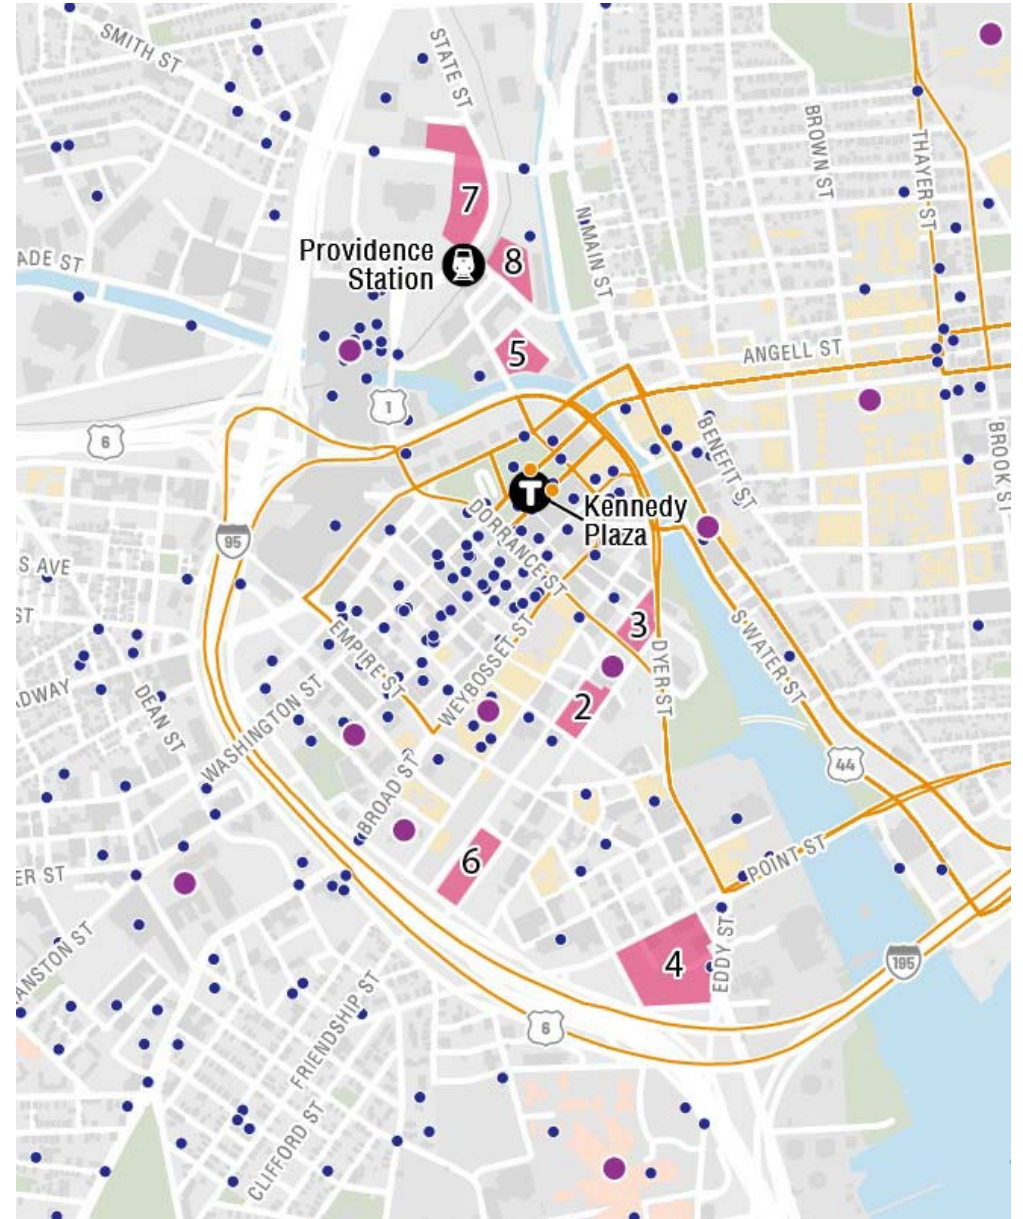 SMITH ST
STATE ST
BROWN ST
THAYER ST
7
N MAIN ST
Providence
Station
8
ADE ST
5
ANGELL ST
1
6
BENEFIT ST
BROOK ST
T
Kennedy
Plaza
DORRANCE ST
95
S AVE
ST
3
EMPIRE ST
WEYBOSSET ST
DYER ST
S WATER ST
DWAY
DEAN ST
WASHINGTON ST
2
44
BROAD ST
6
POINT ST
ER ST
4
EDDY ST
195
ANSTON ST
FRIENDSHIP ST
6
CLIFFORD ST